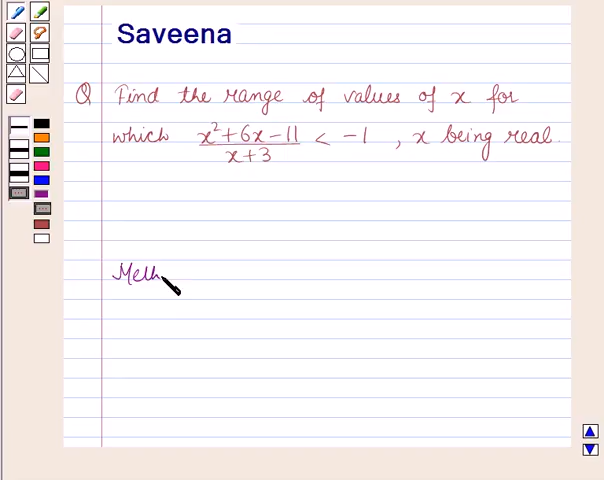 Saveena
Q Find the range of values of x for
which x²+6x-11/x+3 < -1, x being real.
Meth